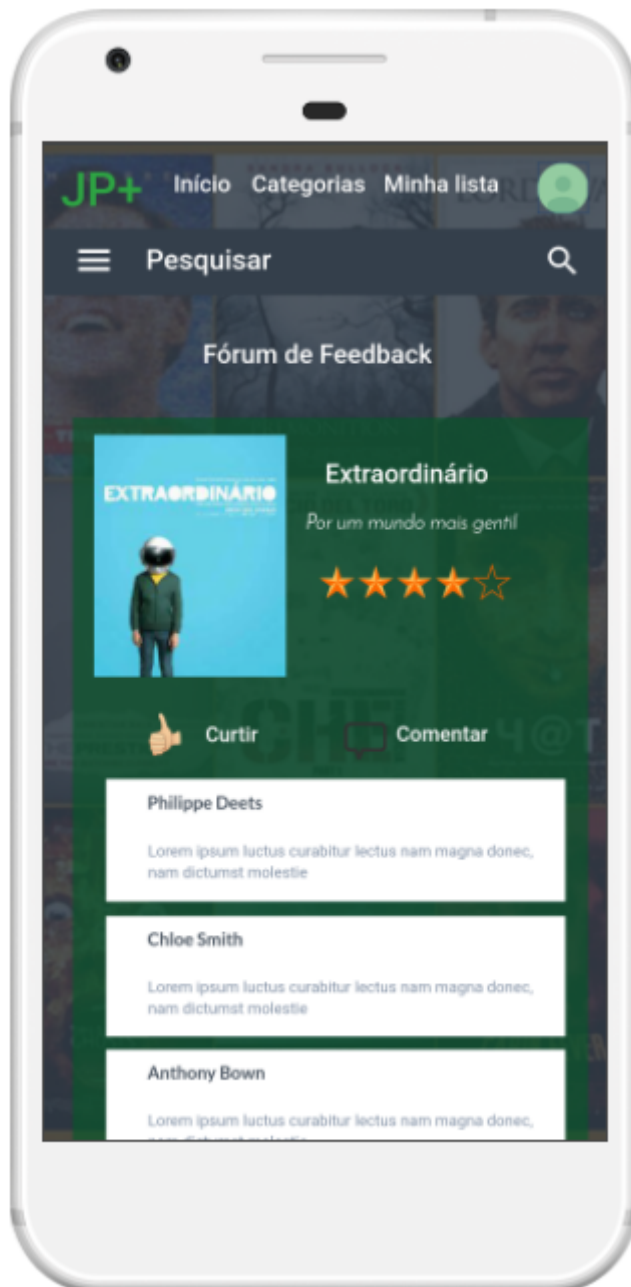 JP+ Início Categorias Minha lista
Pesquisar
Fórum de Feedback
EXTRAORDINÁRIO
Extraordinário
Por um mundo mais gentil
Curtir Comentar
Philippe Deets
Lorem ipsum luctus curabitur lectus nam magna donec,
nam dictumst molestie
Chloe Smith
Lorem ipsum luctus curabitur lectus nam magna donec,
nam dictumst molestie
Anthony Bown
Lorem ipsum luctus curabitur lectus nam magna donec,